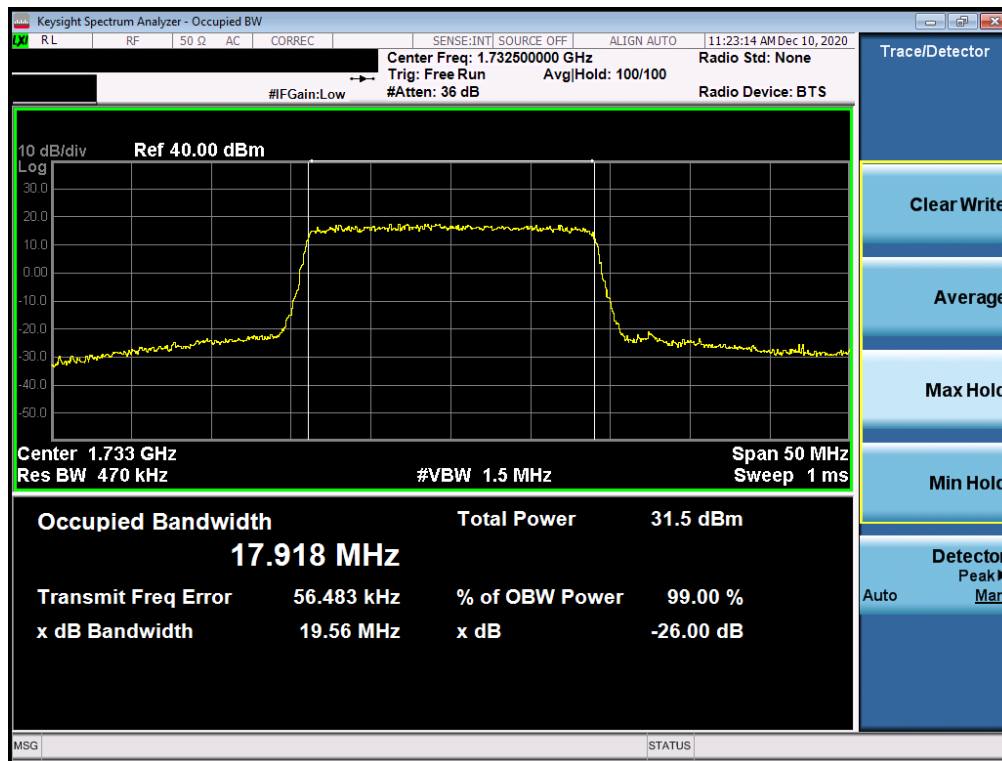 Keysight Spectrum Analyzer - Occupied BW
LXI RL RF 50 Ω AC CORREC SENSE:INT SOURCE OFF ALIGN AUTO 11:23:14 AM Dec 10, 2020
Center Freq: 1.732500000 GHz Radio Std: None
Trig: Free Run Avg|Hold: 100/100
#IFGain:Low #Atten: 36 dB Radio Device: BTS
Trace/Detector
10 dB/div Ref 40.00 dBm
Log
30.0
20.0
10.0
0.00
-10.0
-20.0
-30.0
-40.0
-50.0
Center 1.733 GHz Span 50 MHz
Res BW 470 kHz #VBW 1.5 MHz Sweep 1 ms
Occupied Bandwidth Total Power 31.5 dBm
17.918 MHz
Transmit Freq Error 56.483 kHz % of OBW Power 99.00 %
x dB Bandwidth 19.56 MHz x dB -26.00 dB
Clear Write
Average
Max Hold
Min Hold
Detector
Peak
Auto Man
MSG STATUS